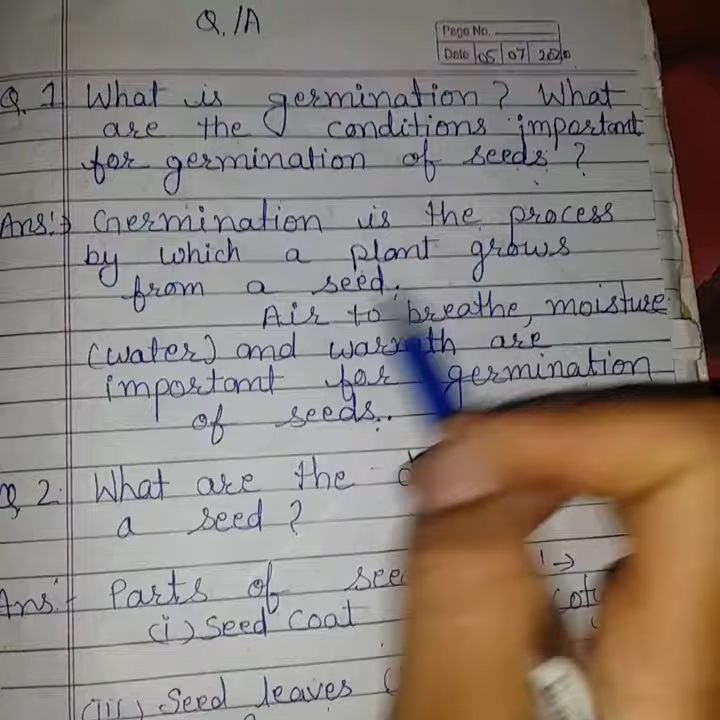 Q./A
Page No.
Date 05 07 2020
Q.1 What is germination? What
are the conditions important
for germination of seeds?
Ans:- Germination is the process
by which a plant grows
from a seed.
Air to breathe, moisture
(water) and warmth are
important for germination
of seeds.
Q 2. What are the
a seed?
Ans:- Parts of
(i) Seed coat
(iii) Seed leaves